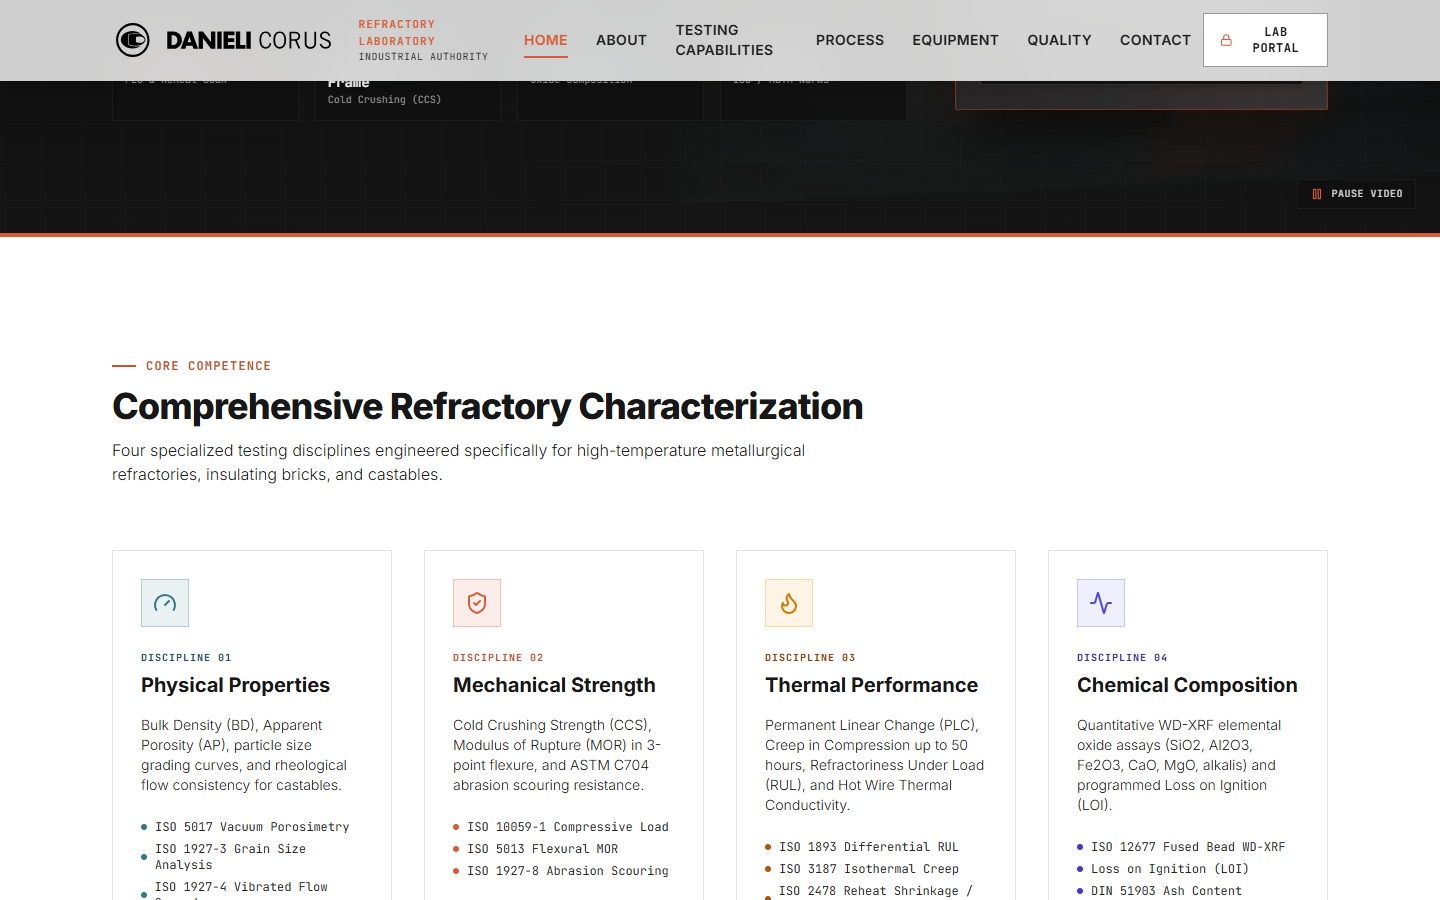 DANIELI CORUS
REFRACTORY
LABORATORY
INDUSTRIAL AUTHORITY
HOME
ABOUT
TESTING
CAPABILITIES
PROCESS
EQUIPMENT
QUALITY
CONTACT
LAB
PORTAL
Frame
Cold Crushing (CCS)
PAUSE VIDEO
CORE COMPETENCE
Comprehensive Refractory Characterization
Four specialized testing disciplines engineered specifically for high-temperature metallurgical
refractories, insulating bricks, and castables.
DISCIPLINE 01
Physical Properties
Bulk Density (BD), Apparent
Porosity (AP), particle size
grading curves, and rheological
flow consistency for castables.
ISO 5017 Vacuum Porosimetry
ISO 1927-3 Grain Size
Analysis
ISO 1927-4 Vibrated Flow
DISCIPLINE 02
Mechanical Strength
Cold Crushing Strength (CCS),
Modulus of Rupture (MOR) in 3-
point flexure, and ASTM C704
abrasion scouring resistance.
ISO 10059-1 Compressive Load
ISO 5013 Flexural MOR
ISO 1927-8 Abrasion Scouring
DISCIPLINE 03
Thermal Performance
Permanent Linear Change (PLC),
Creep in Compression up to 50
hours, Refractoriness Under Load
(RUL), and Hot Wire Thermal
Conductivity.
ISO 1893 Differential RUL
ISO 3187 Isothermal Creep
ISO 2478 Reheat Shrinkage /
DISCIPLINE 04
Chemical Composition
Quantitative WD-XRF elemental
oxide assays (SiO2, Al2O3,
Fe2O3, CaO, MgO, alkalis) and
programmed Loss on Ignition
(LOI).
ISO 12677 Fused Bead WD-XRF
Loss on Ignition (LOI)
DIN 51903 Ash Content